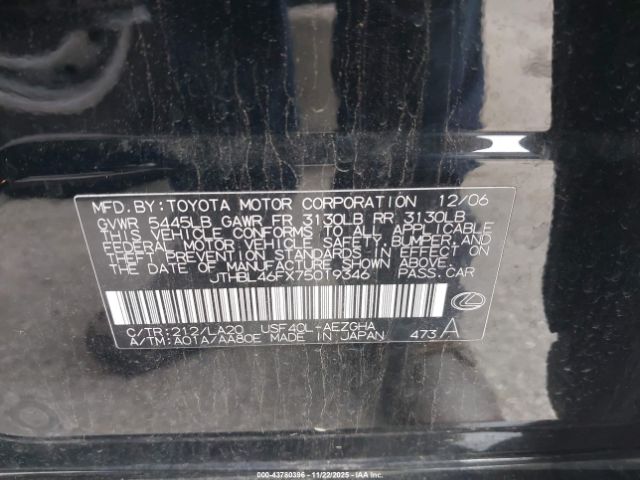 MFD. BY: TOYOTA MOTOR CORPORATION 12/06
GVWR 5445LB GAWR FR 3130LB RR 3130LB
THIS VEHICLE CONFORMS TO ALL APPLICABLE
FEDERAL MOTOR VEHICLE SAFETY, BUMPER, AND
THEFT PREVENTION STANDARDS IN EFFECT ON
THE DATE OF MANUFACTURE SHOWN ABOVE.
JTHBL46FX75019346 PASS.CAR
C/TR:212/LA20 USF40L-AEZGHA
A/TM:A01A/AA80E MADE IN JAPAN 473 A
000-43780396 - 11/22/2025 - IAA, Inc.